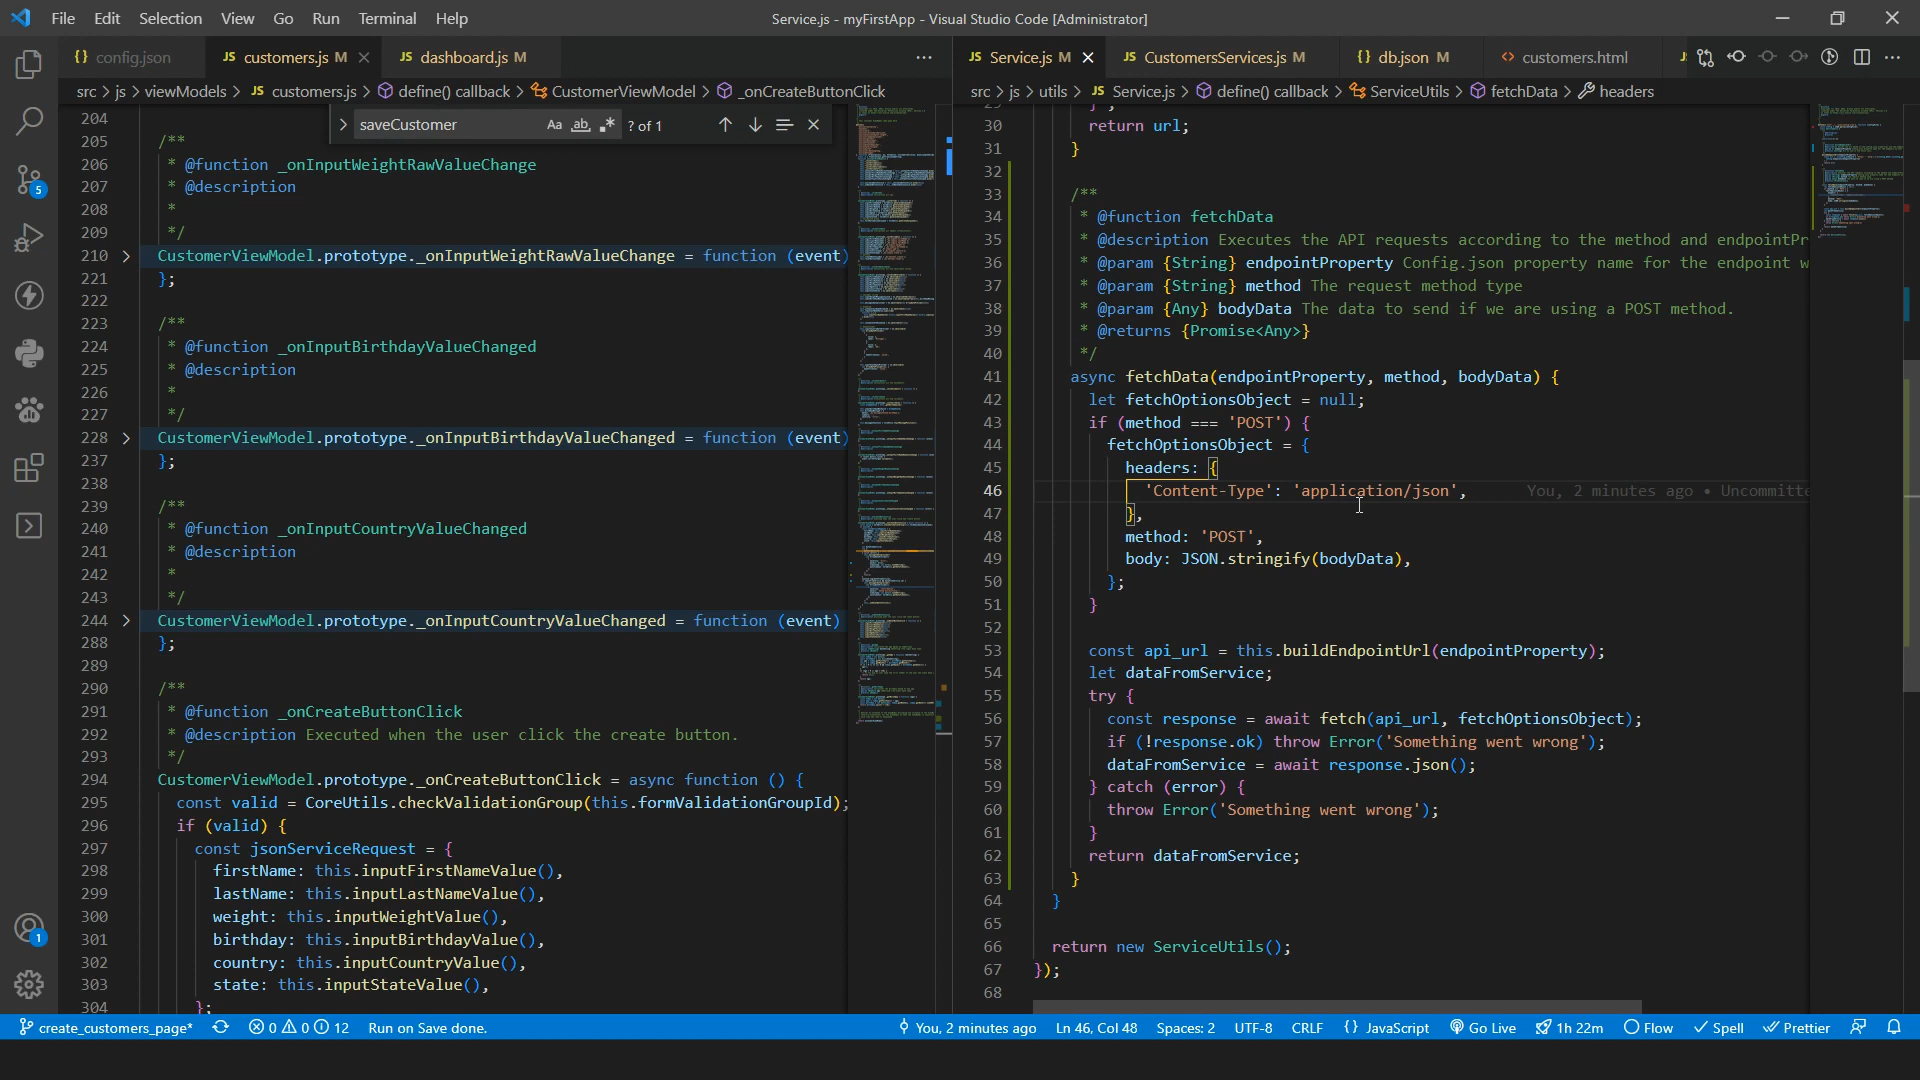 File Edit Selection View Go Run Terminal Help
Service.js - myFirstApp - Visual Studio Code [Administrator]
{} config.json
JS customers.js M
JS dashboard.js M
src > js > viewModels > JS customers.js > define() callback > CustomerViewModel > _onCreateButtonClick
saveCustomer Aa ab .* ? of 1
204
205 /**
206 * @function _onInputWeightRawValueChange
207 * @description
208 *
209 */
210 CustomerViewModel.prototype._onInputWeightRawValueChange = function (event)
221 };
222
223 /**
224 * @function _onInputBirthdayValueChanged
225 * @description
226 *
227 */
228 CustomerViewModel.prototype._onInputBirthdayValueChanged = function (event)
237 };
238
239 /**
240 * @function _onInputCountryValueChanged
241 * @description
242 *
243 */
244 CustomerViewModel.prototype._onInputCountryValueChanged = function (event)
288 };
289
290 /**
291 * @function _onCreateButtonClick
292 * @description Executed when the user click the create button.
293 */
294 CustomerViewModel.prototype._onCreateButtonClick = async function () {
295 const valid = CoreUtils.checkValidationGroup(this.formValidationGroupId);
296 if (valid) {
297 const jsonServiceRequest = {
298 firstName: this.inputFirstNameValue(),
299 lastName: this.inputLastNameValue(),
300 weight: this.inputWeightValue(),
301 birthday: this.inputBirthdayValue(),
302 country: this.inputCountryValue(),
303 state: this.inputStateValue(),
304 };
JS Service.js M
JS CustomersServices.js M
{} db.json M
<> customers.html
src > js > utils > JS Service.js > define() callback > ServiceUtils > fetchData > headers
30 return url;
31 }
32
33 /**
34 * @function fetchData
35 * @description Executes the API requests according to the method and endpointPr
36 * @param {String} endpointProperty Config.json property name for the endpoint w
37 * @param {String} method The request method type
38 * @param {Any} bodyData The data to send if we are using a POST method.
39 * @returns {Promise<Any>}
40 */
41 async fetchData(endpointProperty, method, bodyData) {
42 let fetchOptionsObject = null;
43 if (method === 'POST') {
44 fetchOptionsObject = {
45 headers: {
46 'Content-Type': 'application/json', You, 2 minutes ago • Uncommitte
47 },
48 method: 'POST',
49 body: JSON.stringify(bodyData),
50 };
51 }
52
53 const api_url = this.buildEndpointUrl(endpointProperty);
54 let dataFromService;
55 try {
56 const response = await fetch(api_url, fetchOptionsObject);
57 if (!response.ok) throw Error('Something went wrong');
58 dataFromService = await response.json();
59 } catch (error) {
60 throw Error('Something went wrong');
61 }
62 return dataFromService;
63 }
64 }
65
66 return new ServiceUtils();
67 });
68
5
1
create_customers_page* 0 0 12 Run on Save done.
You, 2 minutes ago Ln 46, Col 48 Spaces: 2 UTF-8 CRLF {} JavaScript Go Live 1h 22m Flow Spell Prettier